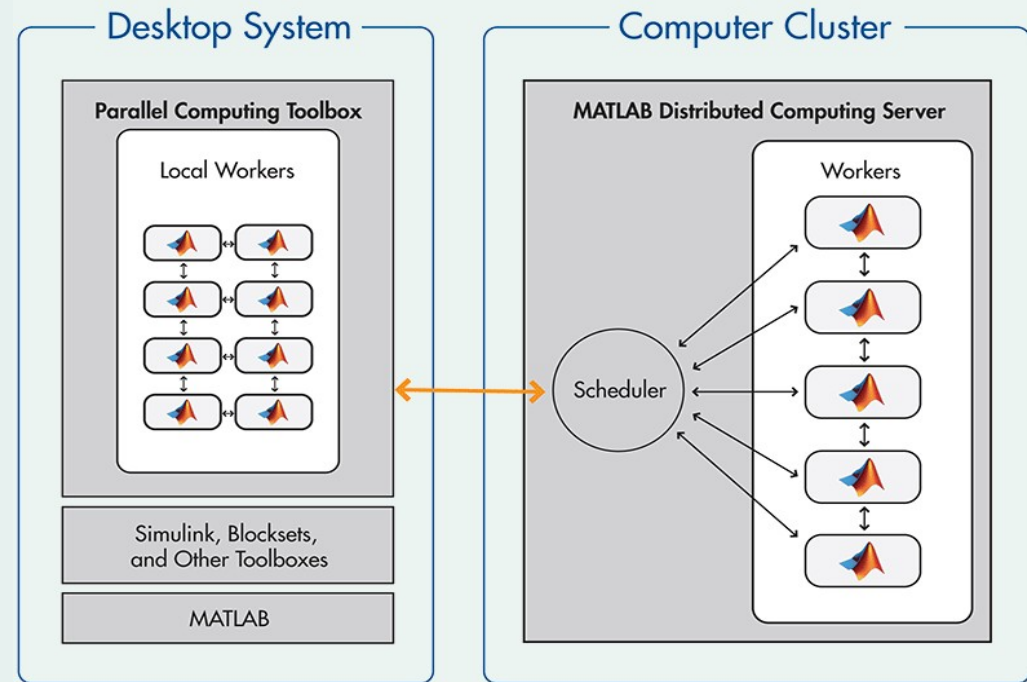 Desktop System
Parallel Computing Toolbox
Local Workers
Simulink, Blocksets,
and Other Toolboxes
MATLAB
Computer Cluster
MATLAB Distributed Computing Server
Workers
Scheduler